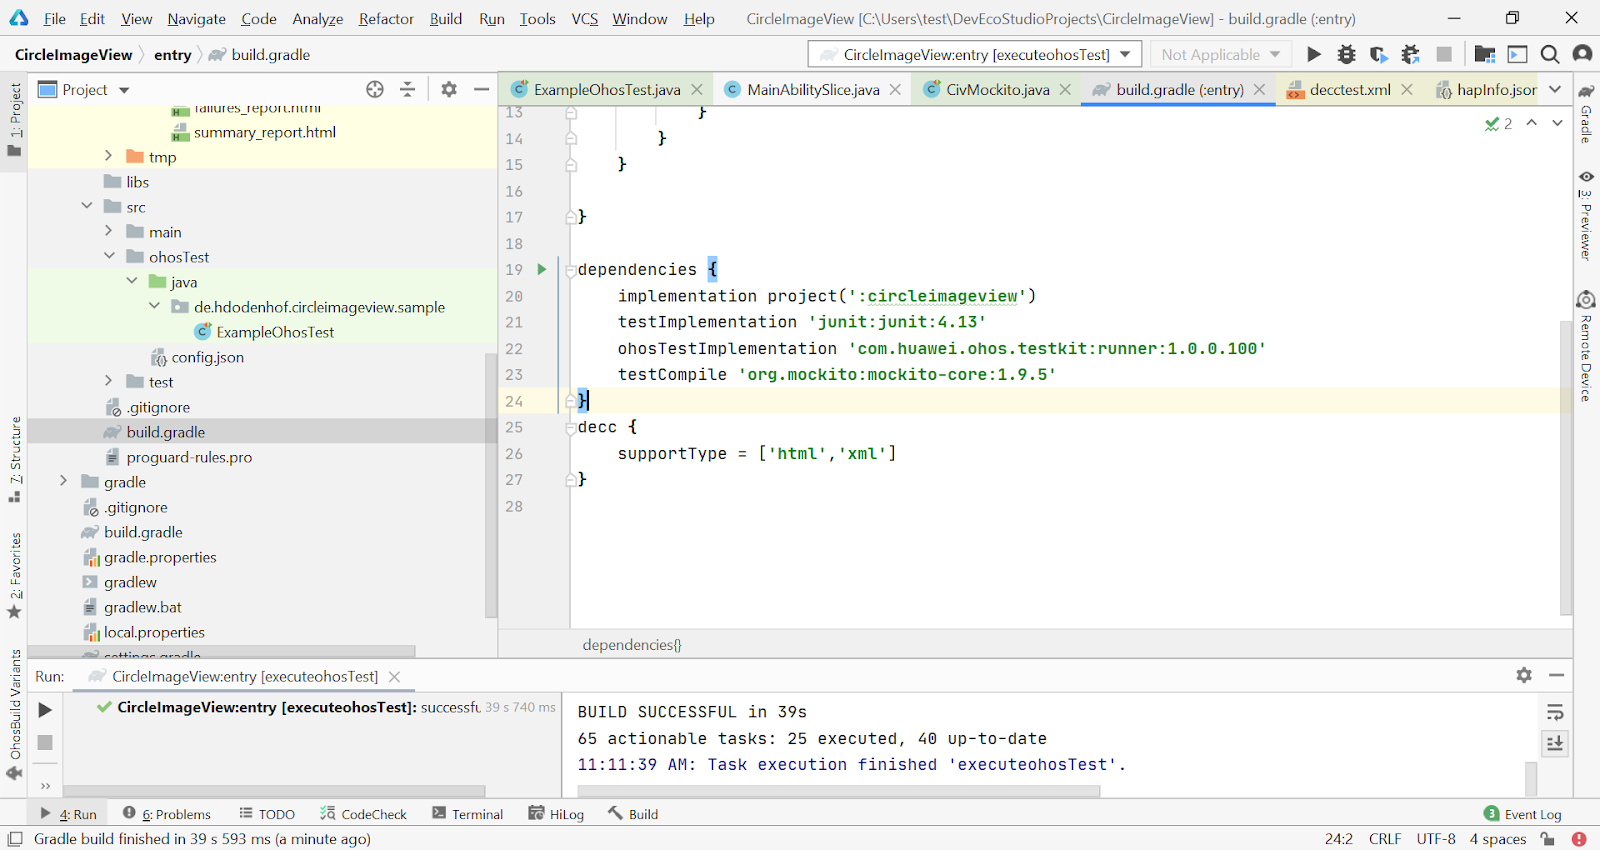 File Edit View Navigate Code Analyze Refactor Build Run Tools VCS Window Help CircleImageView [C:\Users\test\DevEcoStudioProjects\CircleImageView] - build.gradle (:entry)
CircleImageView entry build.gradle CircleImageView:entry [executeohosTest] Not Applicable
1: Project
7: Structure
2: Favorites
OhosBuild Variants
Project
failures_report.html
summary_report.html
tmp
libs
src
main
ohosTest
java
de.hdodenhof.circleimageview.sample
ExampleOhosTest
config.json
test
.gitignore
build.gradle
proguard-rules.pro
gradle
.gitignore
build.gradle
gradle.properties
gradlew
gradlew.bat
local.properties
settings.gradle
ExampleOhosTest.java MainAbilitySlice.java CivMockito.java build.gradle (:entry) decctest.xml hapInfo.json
2
13 }
14 }
15 }
16
17 }
18
19 dependencies {
20 implementation project(':circleimageview')
21 testImplementation 'junit:junit:4.13'
22 ohosTestImplementation 'com.huawei.ohos.testkit:runner:1.0.0.100'
23 testCompile 'org.mockito:mockito-core:1.9.5'
24 }
25 decc {
26 supportType = ['html','xml']
27 }
28
dependencies{}
Gradle
3: Previewer
Remote Device
Run: CircleImageView:entry [executeohosTest]
CircleImageView:entry [executeohosTest]: successfu 39 s 740 ms
BUILD SUCCESSFUL in 39s
65 actionable tasks: 25 executed, 40 up-to-date
11:11:39 AM: Task execution finished 'executeohosTest'.
4: Run 6: Problems TODO CodeCheck Terminal HiLog Build 3 Event Log
Gradle build finished in 39 s 593 ms (a minute ago) 24:2 CRLF UTF-8 4 spaces